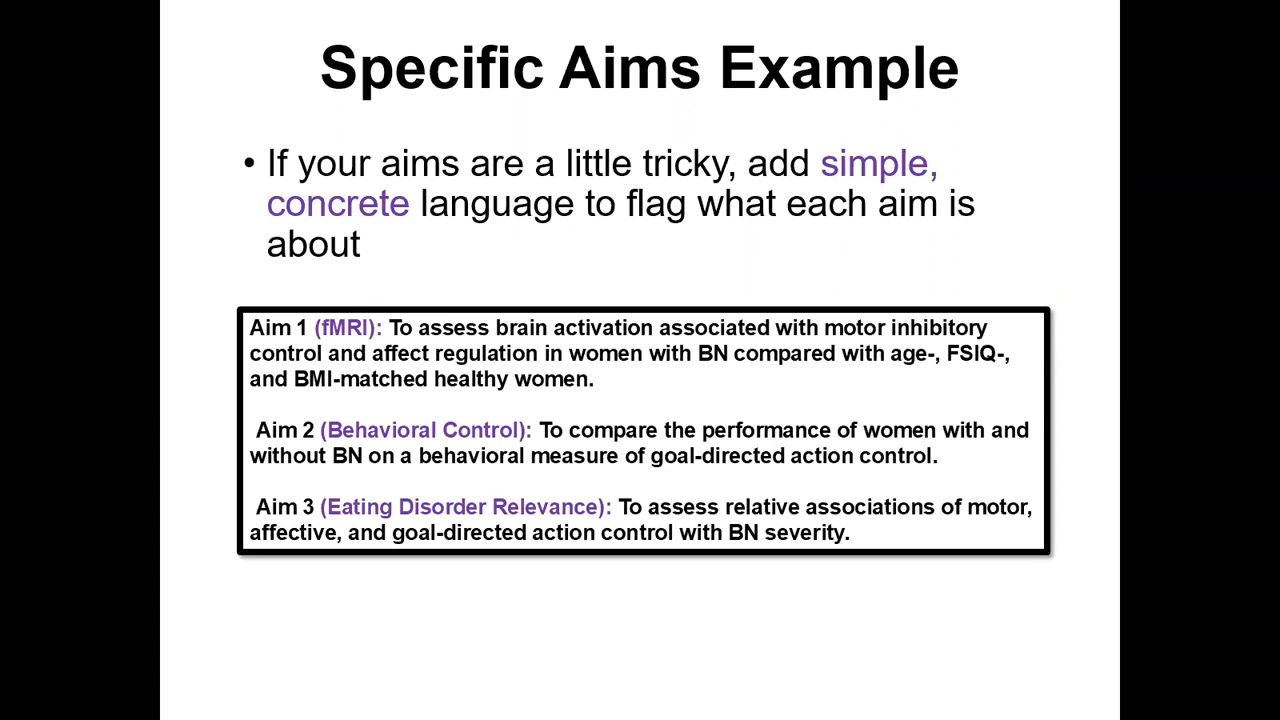 Specific Aims Example
• If your aims are a little tricky, add simple,
concrete language to flag what each aim is
about
Aim 1 (fMRI): To assess brain activation associated with motor inhibitory
control and affect regulation in women with BN compared with age-, FSIQ-,
and BMI-matched healthy women.
Aim 2 (Behavioral Control): To compare the performance of women with and
without BN on a behavioral measure of goal-directed action control.
Aim 3 (Eating Disorder Relevance): To assess relative associations of motor,
affective, and goal-directed action control with BN severity.